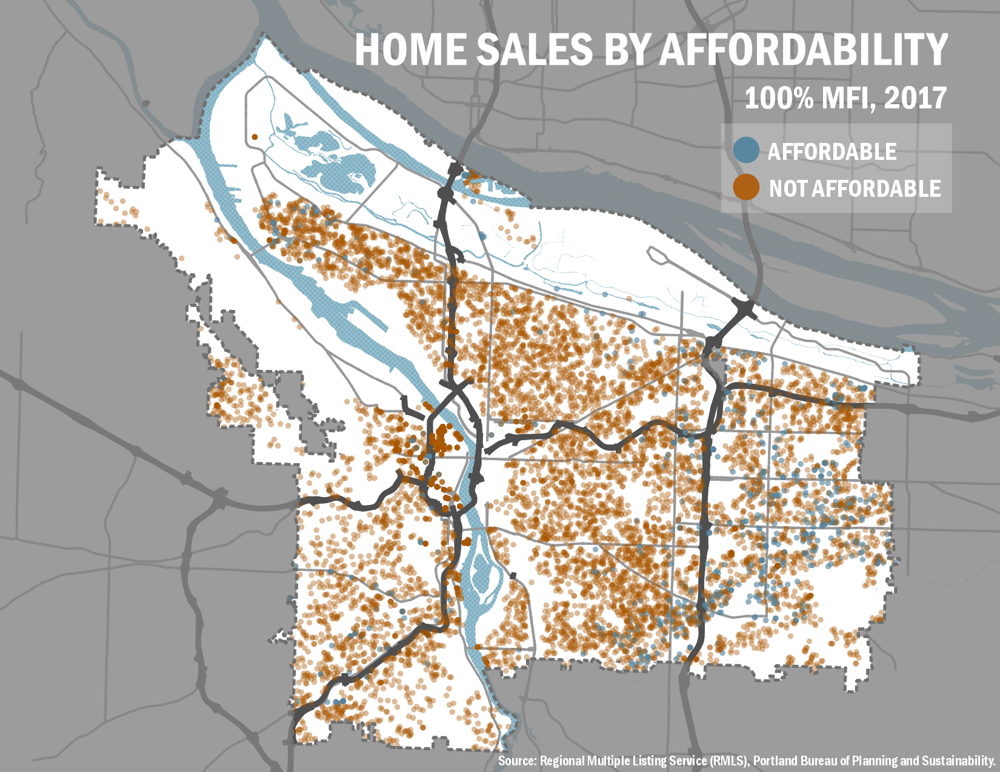 HOME SALES BY AFFORDABILITY
100% MFI, 2017
AFFORDABLE
NOT AFFORDABLE
Source: Regional Multiple Listing Service (RMLS), Portland Bureau of Planning and Sustainability.